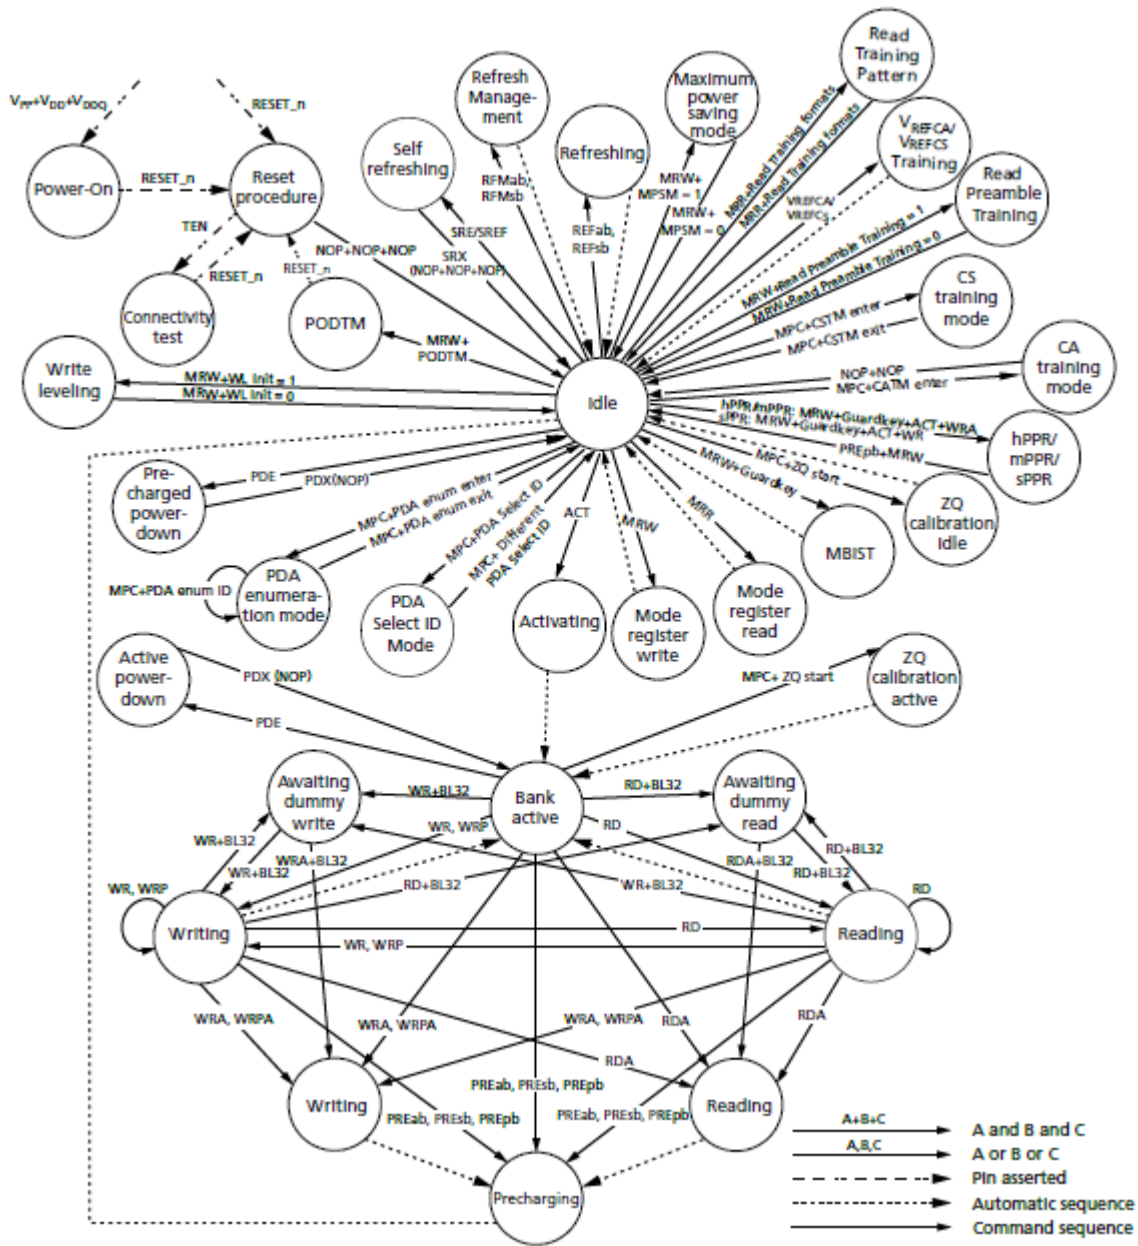 Read
Training
Pattern
Refresh
Manage-
ment
Maximum
power
saving
mode
VPP+VDD+VDDQ
RESET_n
VREFCA/
VREFCS
Training
Self
refreshing
Refreshing
MRR+Read Training formats
MRR+Read Training formats
Power-On
RESET_n
Reset
procedure
RFMab,
RFMsb
MRW+
MPSM = 1
MRW+
MPSM = 0
VREFCA/
VREFCS
Read
Preamble
Training
TEN
NOP+NOP+NOP
SRE/SREF
SRX
(NOP+NOP+NOP)
REFab,
REFsb
MRW+Read Preamble Training = 1
MRW+Read Preamble Training = 0
RESET_n
RESET_n
CS
training
mode
Connectivity
test
PODTM
MRW+
PODTM
MPC+CSTM enter
MPC+CSTM exit
CA
training
mode
Write
leveling
MRW+WL Init = 1
MRW+WL Init = 0
Idle
NOP+NOP
MPC+CATM enter
hPPR/mPPR: MRW+Guardkey+ACT+WRA
sPPR: MRW+Guardkey+ACT+WR
PREpb+MRW
hPPR/
mPPR/
sPPR
Pre-
charged
power-
down
PDE
PDX(NOP)
MPC+ZQ start
MRW+Guardkey
ZQ
calibration
Idle
MPC+PDA enum enter
MPC+PDA enum exit
MPC+PDA Select ID
MPC+ Different
PDA Select ID
ACT
MRW
MRR
MBIST
MPC+PDA enum ID
PDA
enumera-
tion mode
PDA
Select ID
Mode
Activating
Mode
register
write
Mode
register
read
Active
power-
down
PDX (NOP)
PDE
MPC+ ZQ start
ZQ
calibration
active
Awaiting
dummy
write
WR+BL32
Bank
active
RD+BL32
Awaiting
dummy
read
WR, WRP
RD
WR+BL32
WR+BL32
WRA+BL32
RD+BL32
WR+BL32
RDA+BL32
RD+BL32
RD+BL32
WR, WRP
RD
Writing
RD
WR, WRP
Reading
WRA, WRPA
WRA, WRPA
RDA
WRA, WRPA
RDA
RDA
Writing
PREab, PREsb, PREpb
Reading
PREab, PREsb, PREpb
PREab, PREsb, PREpb
Precharging
A+B+C
A and B and C
A,B,C
A or B or C
Pin asserted
Automatic sequence
Command sequence